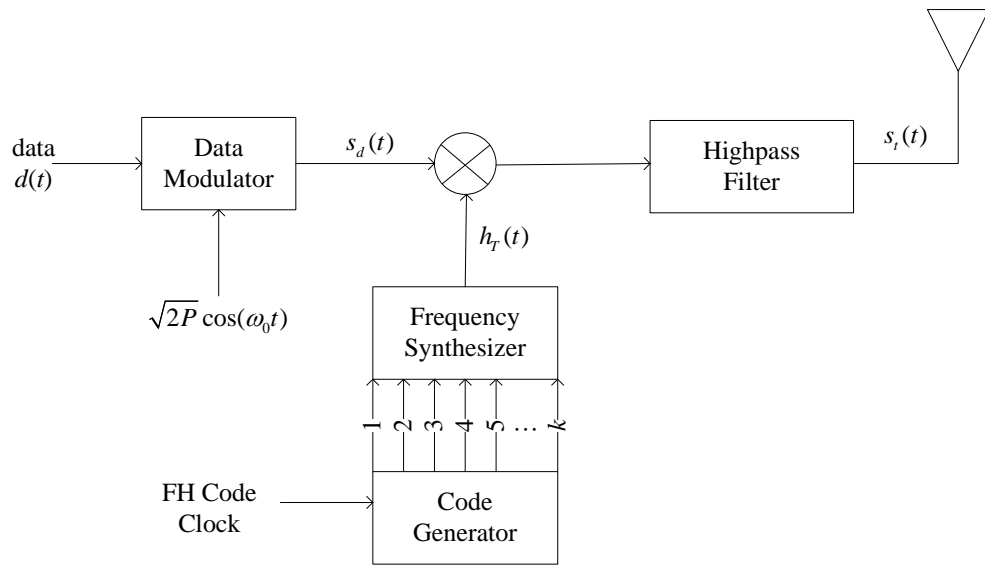 data
d(t)
Data
Modulator
s_d(t)
Highpass
Filter
s_t(t)
h_T(t)
√2P cos(ω₀t)
Frequency
Synthesizer
1 2 3 4 5 … k
FH Code
Clock
Code
Generator